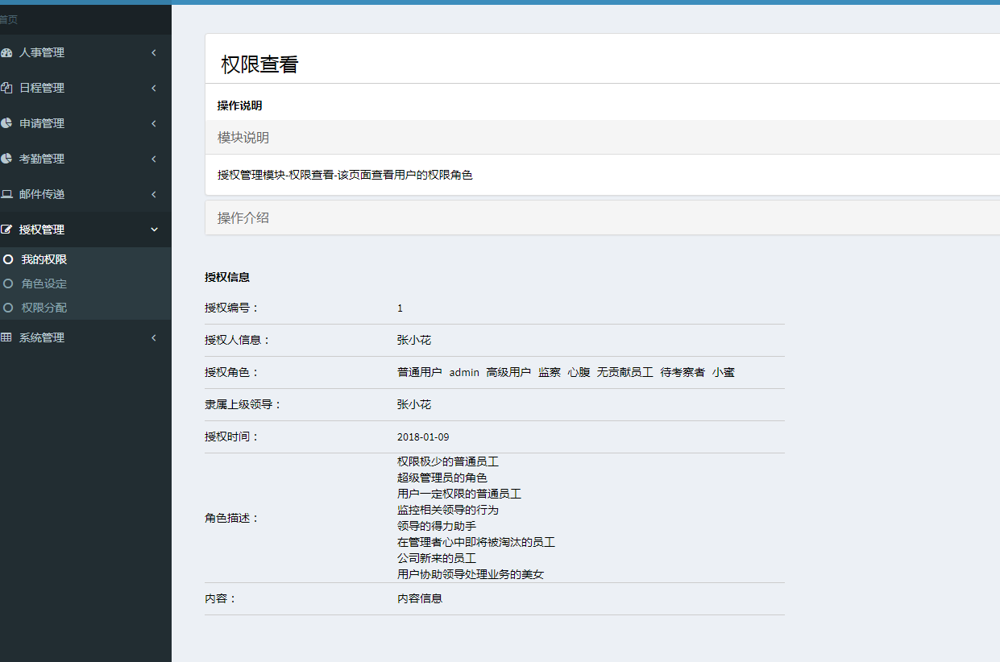 首页
人事管理
日程管理
申请管理
考勤管理
邮件传递
授权管理
我的权限
角色设定
权限分配
系统管理
权限查看
操作说明
模块说明
授权管理模块-权限查看-该页面查看用户的权限角色
操作介绍
授权信息
授权编号： 1
授权人信息： 张小花
授权角色： 普通用户 admin 高级用户 监察 心腹 无贡献员工 待考察者 小蜜
隶属上级领导： 张小花
授权时间： 2018-01-09
权限极少的普通员工
超级管理员的角色
用户一定权限的普通员工
监控相关领导的行为
角色描述：
领导的得力助手
在管理者心中即将被淘汰的员工
公司新来的员工
用户协助领导处理业务的美女
内容： 内容信息